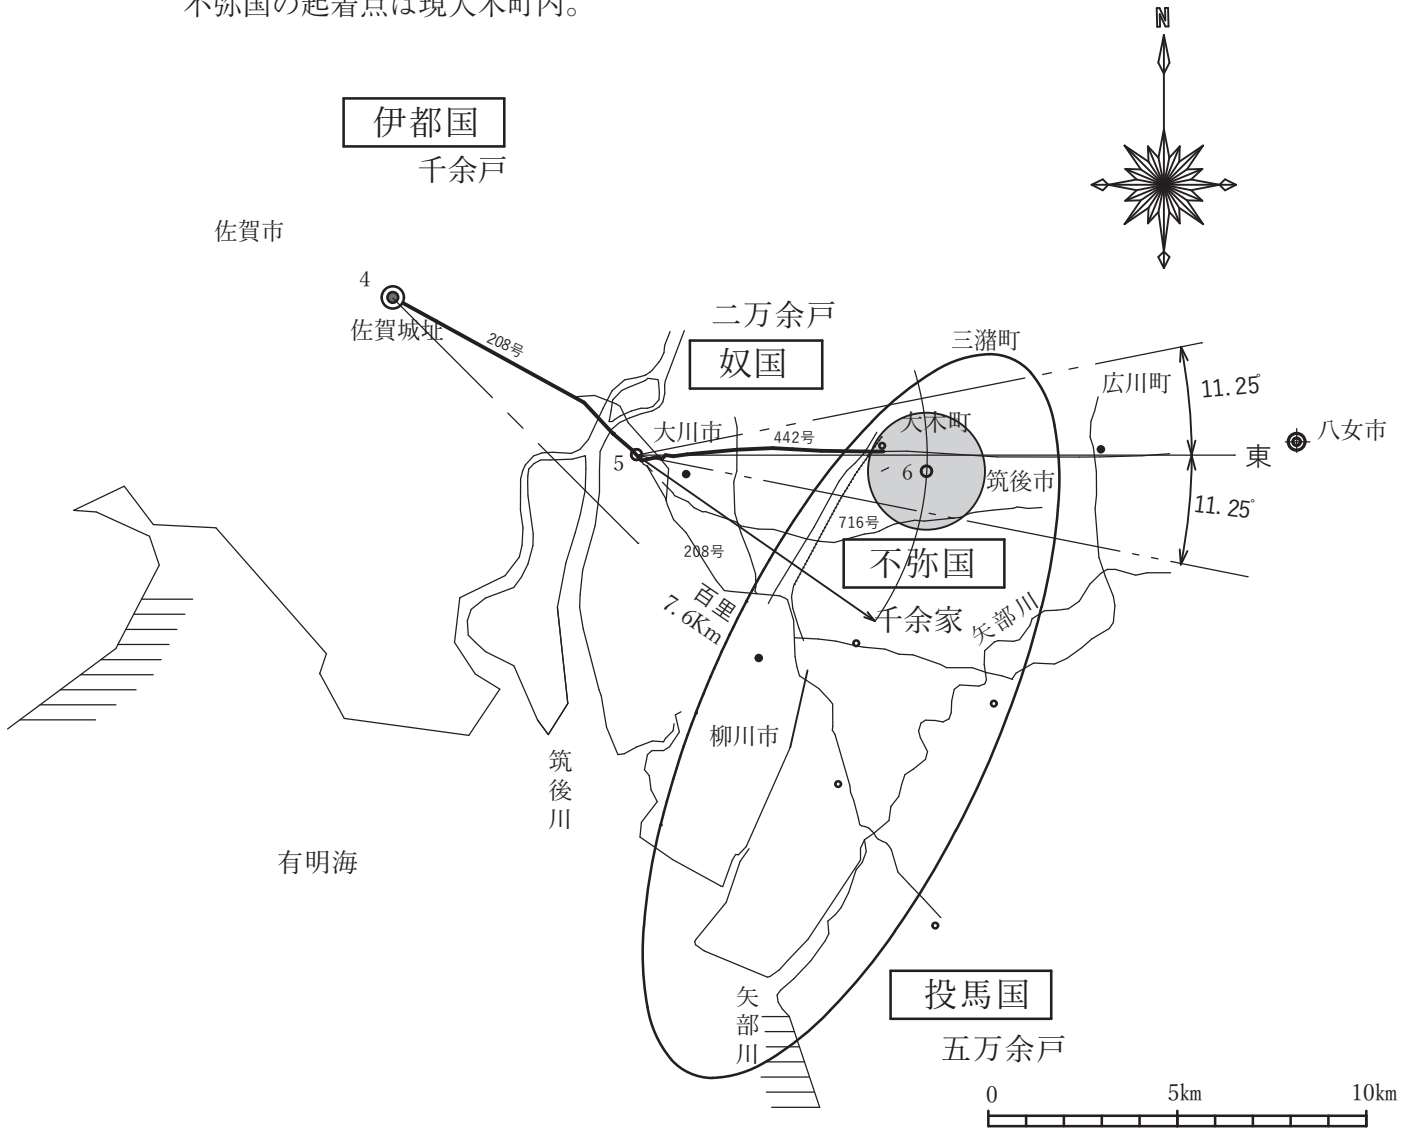 不弥国の起着点は現大木町内。
N
伊都国
千余戸
佐賀市
4
佐賀城址
208号
二万余戸
奴国
三潴町
広川町
11.25°
大川市
442号
大木町
八女市
5
6
東
筑後市
11.25°
716号
208号
不弥国
百里
7.6Km
千余家
矢部川
柳川市
筑後川
有明海
投馬国
矢部川
五万余戸
0 5km 10km